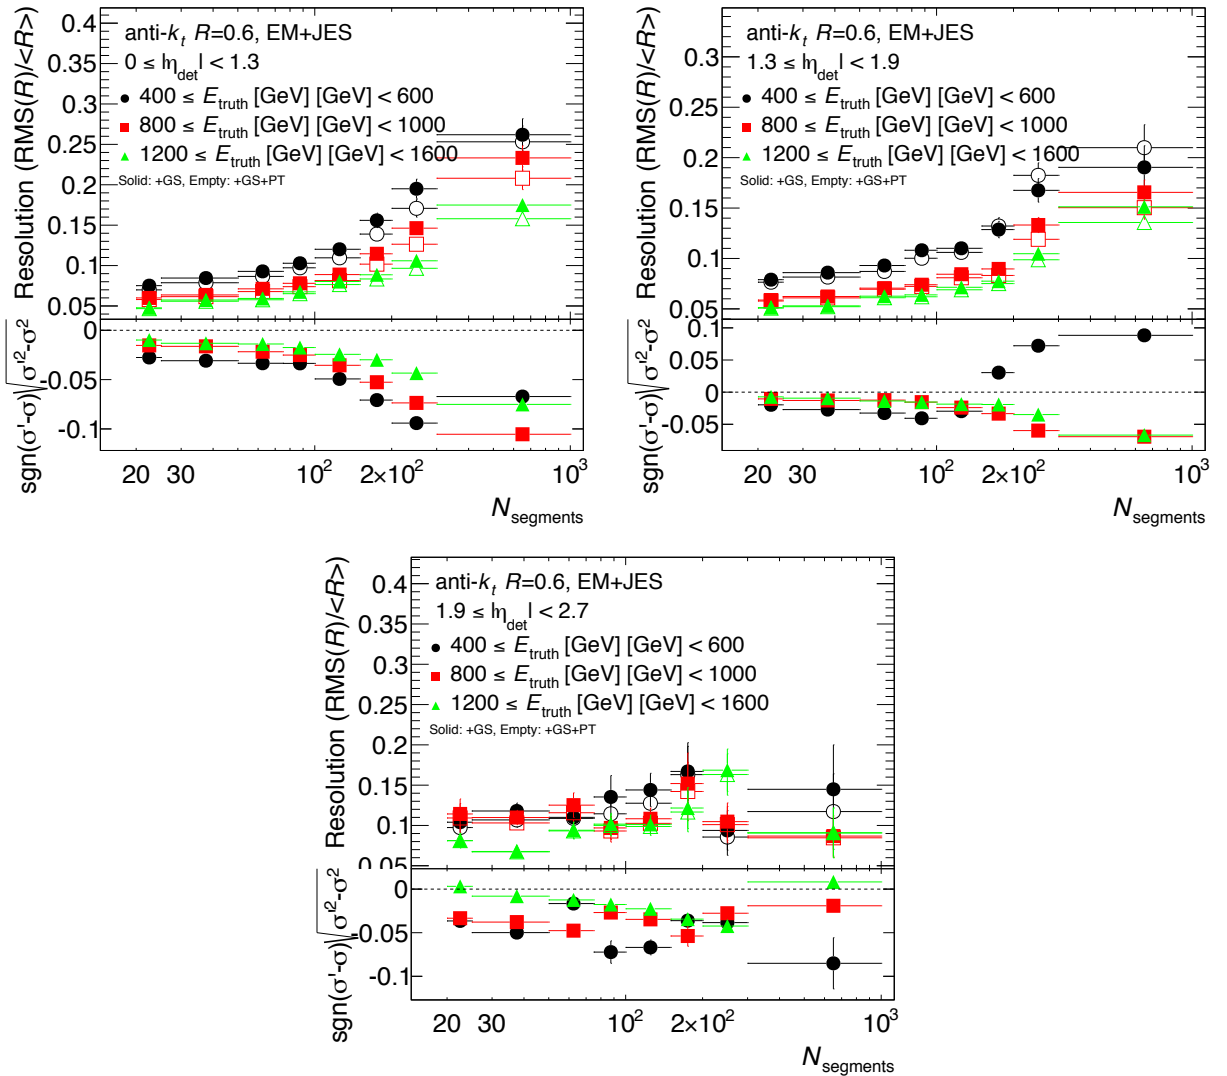 Resolution (RMS(R)/<R>)
0.4
0.35
0.3
0.25
0.2
0.15
0.1
0.05
anti-kt R=0.6, EM+JES
0 ≤ |ηdet| < 1.3
400 ≤ Etruth [GeV] [GeV] < 600
800 ≤ Etruth [GeV] [GeV] < 1000
1200 ≤ Etruth [GeV] [GeV] < 1600
Solid: +GS, Empty: +GS+PT
sgn(σ'-σ)√σ'²-σ²
0
-0.05
-0.1
20 30 10² 2×10² 10³
Nsegments
Resolution (RMS(R)/<R>)
0.3
0.25
0.2
0.15
0.1
0.05
anti-kt R=0.6, EM+JES
1.3 ≤ |ηdet| < 1.9
400 ≤ Etruth [GeV] [GeV] < 600
800 ≤ Etruth [GeV] [GeV] < 1000
1200 ≤ Etruth [GeV] [GeV] < 1600
Solid: +GS, Empty: +GS+PT
sgn(σ'-σ)√σ'²-σ²
0.1
0.05
0
-0.05
20 30 10² 2×10² 10³
Nsegments
Resolution (RMS(R)/<R>)
0.4
0.35
0.3
0.25
0.2
0.15
0.1
0.05
anti-kt R=0.6, EM+JES
1.9 ≤ |ηdet| < 2.7
400 ≤ Etruth [GeV] [GeV] < 600
800 ≤ Etruth [GeV] [GeV] < 1000
1200 ≤ Etruth [GeV] [GeV] < 1600
Solid: +GS, Empty: +GS+PT
sgn(σ'-σ)√σ'²-σ²
0
-0.05
-0.1
20 30 10² 2×10² 10³
Nsegments